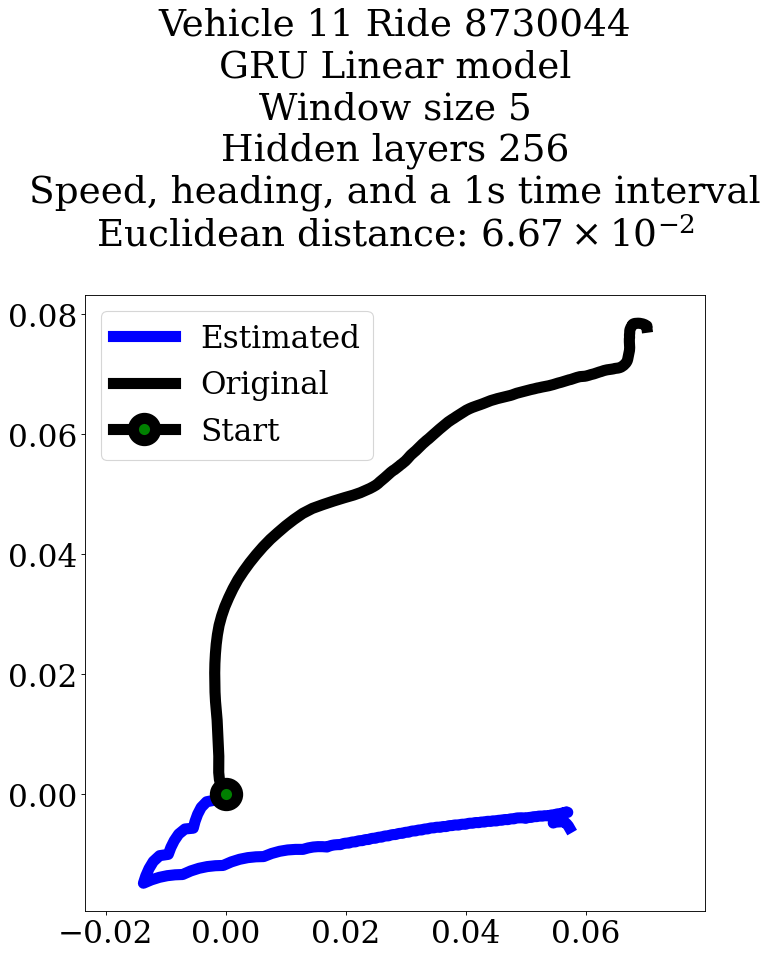 Vehicle 11 Ride 8730044
GRU Linear model
Window size 5
Hidden layers 256
Speed, heading, and a 1s time interval
Euclidean distance: 6.67 × 10⁻²
Estimated
Original
Start
0.08
0.06
0.04
0.02
0.00
−0.02 0.00 0.02 0.04 0.06